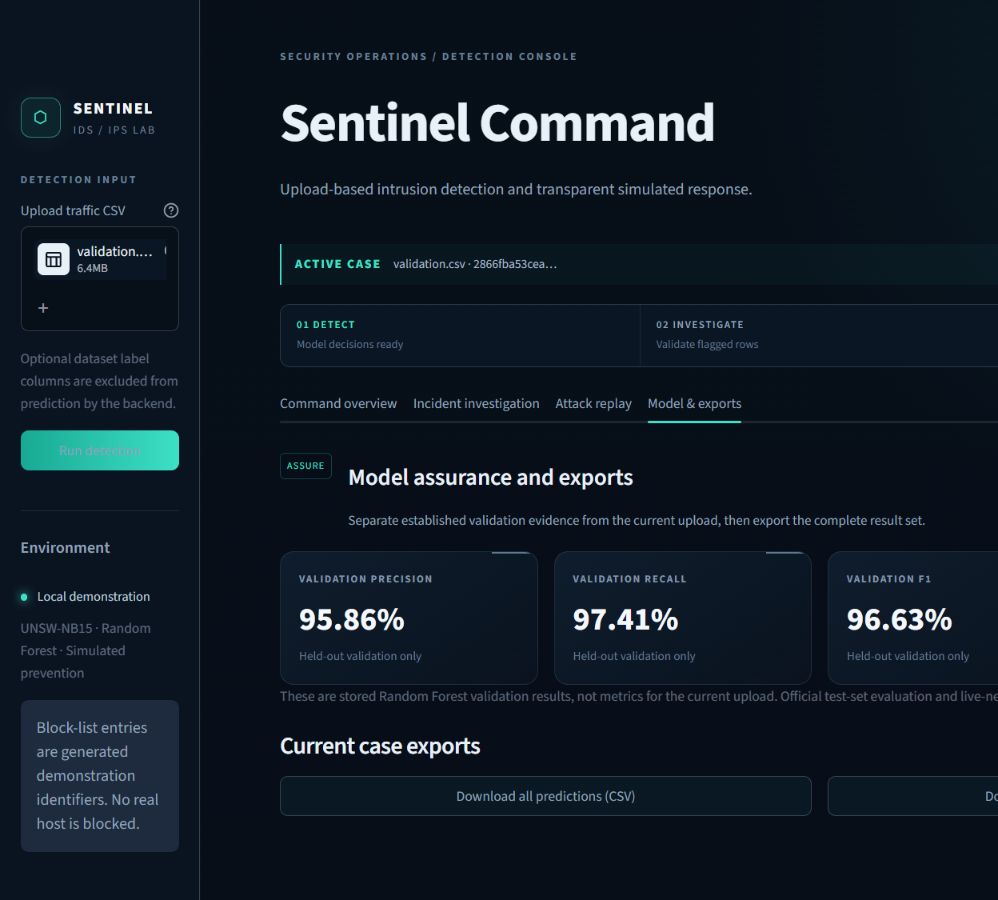 SENTINEL
IDS / IPS LAB
DETECTION INPUT
Upload traffic CSV
validation....
6.4MB
+
Optional dataset label
columns are excluded from
prediction by the backend.
Run detection
Environment
Local demonstration
UNSW-NB15 · Random
Forest · Simulated
prevention
Block-list entries
are generated
demonstration
identifiers. No real
host is blocked.
SECURITY OPERATIONS / DETECTION CONSOLE
Sentinel Command
Upload-based intrusion detection and transparent simulated response.
ACTIVE CASE validation.csv · 2866fba53cea…
01 DETECT
Model decisions ready
02 INVESTIGATE
Validate flagged rows
Command overview Incident investigation Attack replay Model & exports
ASSURE
Model assurance and exports
Separate established validation evidence from the current upload, then export the complete result set.
VALIDATION PRECISION
95.86%
Held-out validation only
VALIDATION RECALL
97.41%
Held-out validation only
VALIDATION F1
96.63%
Held-out validation only
These are stored Random Forest validation results, not metrics for the current upload. Official test-set evaluation and live-ne
Current case exports
Download all predictions (CSV)
Do